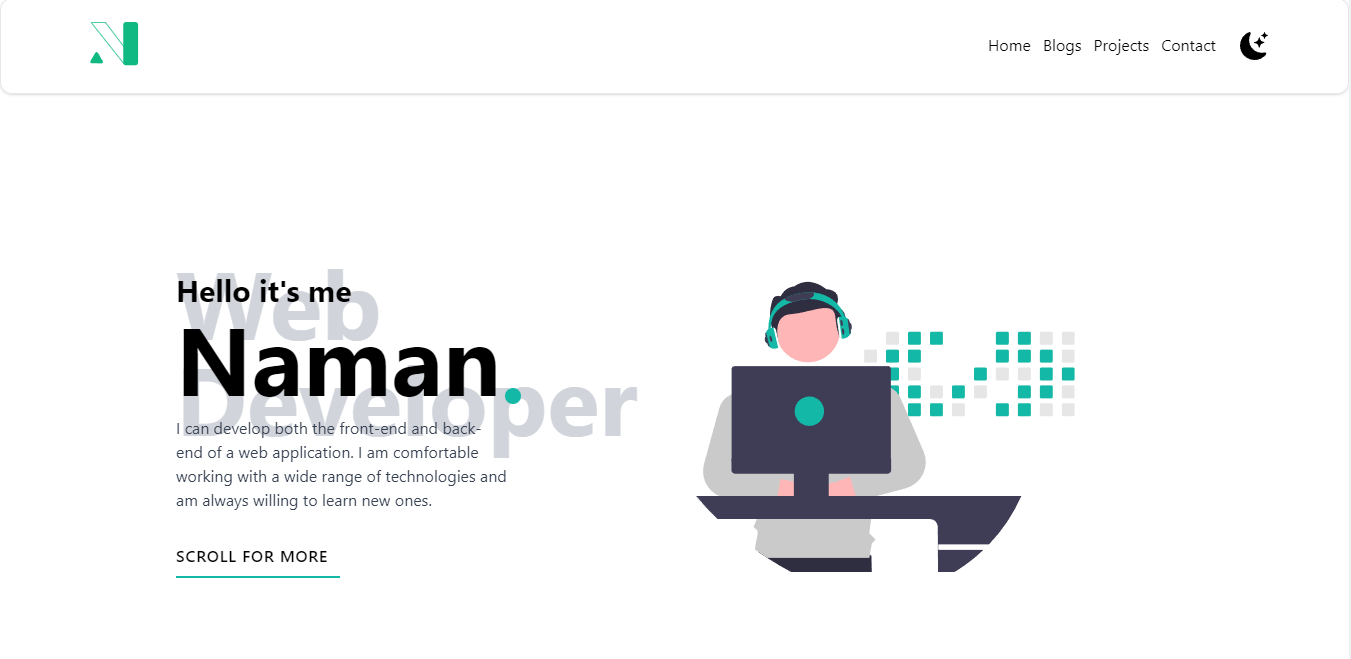 Home Blogs Projects Contact
Web
Hello it's me
Naman.
Developer
I can develop both the front-end and back-
end of a web application. I am comfortable
working with a wide range of technologies and
am always willing to learn new ones.
SCROLL FOR MORE